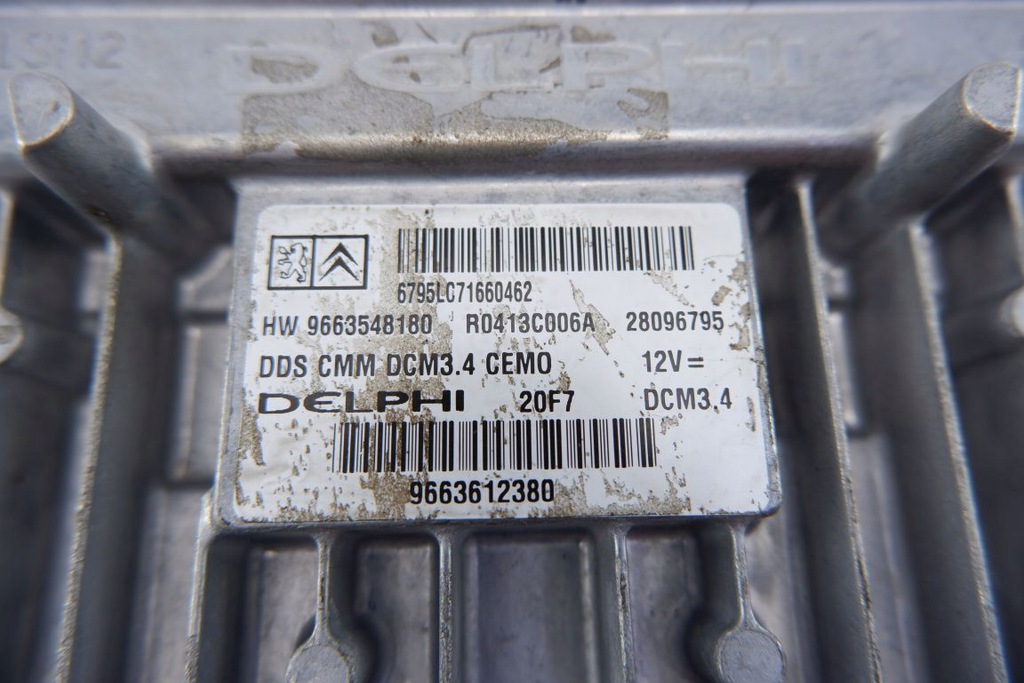 DELPHI
6795LC71660462
HW 9663548180 R0413C006A 28096795
DDS CMM DCM3.4 CEMO 12V =
DELPHI 20F7 DCM3.4
9663612380